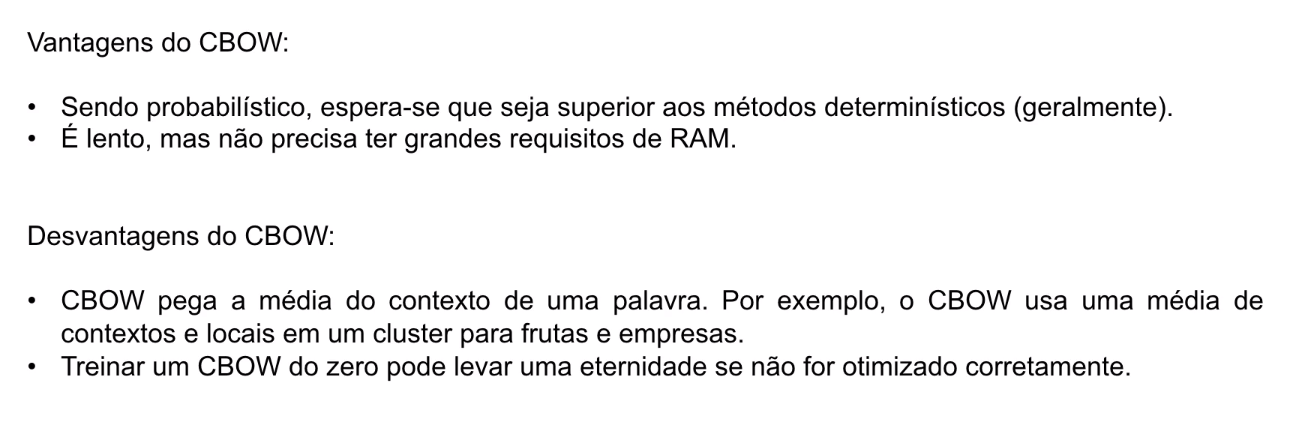 Vantagens do CBOW:
• Sendo probabilístico, espera-se que seja superior aos métodos determinísticos (geralmente).
• É lento, mas não precisa ter grandes requisitos de RAM.
Desvantagens do CBOW:
• CBOW pega a média do contexto de uma palavra. Por exemplo, o CBOW usa uma média de
contextos e locais em um cluster para frutas e empresas.
• Treinar um CBOW do zero pode levar uma eternidade se não for otimizado corretamente.